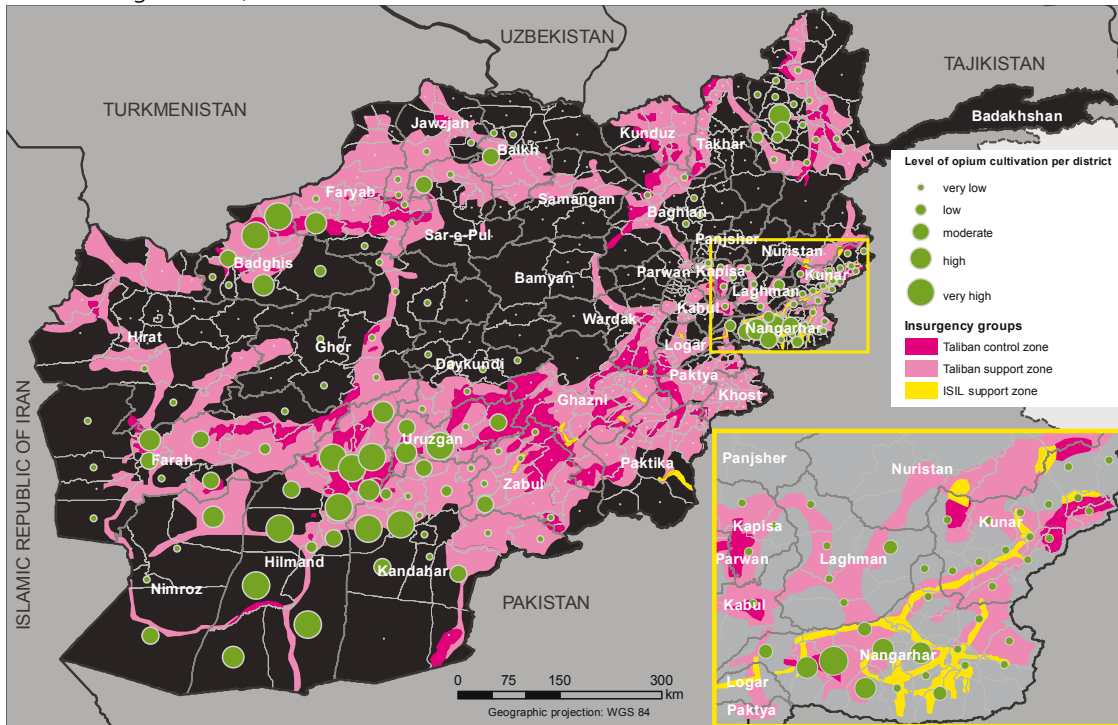 UZBEKISTAN
TAJIKISTAN
TURKMENISTAN
Badakhshan
Jawzjan
Kunduz
Balkh
Takhar
Faryab
Samangan
Baghlan
Sar-e-Pul
Panjsher
Nuristan
Badghis
Bamyan
Parwan
Kapisa
Kunar
Laghman
Kabul
Wardak
Nangarhar
Hirat
Ghor
Logar
Daykundi
Paktya
Ghazni
Khost
Uruzgan
Farah
Zabul
Paktika
Hilmand
Kandahar
Nimroz
ISLAMIC REPUBLIC OF IRAN
PAKISTAN
0 75 150 300
km
Geographic projection: WGS 84
Level of opium cultivation per district
very low
low
moderate
high
very high
Insurgency groups
Taliban control zone
Taliban support zone
ISIL support zone
Panjsher
Nuristan
Kapisa
Kunar
Parwan
Laghman
Kabul
Nangarhar
Logar
Paktya